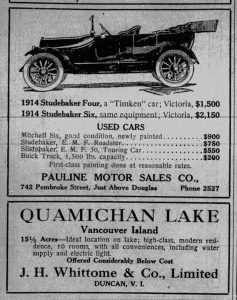 1914 Studebaker Four, a "Timken" car; Victoria, $1,500
1914 Studebaker Six, same equipment; Victoria, $2,150
USED CARS
Mitchell Six, good condition, newly painted $900
Studebaker, E. M. F. Roadster $750
Studebaker, E. M. F. 30, Touring Car $550
Buick Truck, 1,500 lbs. capacity $200
First-class painting done at reasonable rates.
PAULINE MOTOR SALES CO.,
742 Pembroke Street, Just Above Douglas Phone 2527
QUAMICHAN LAKE
Vancouver Island
15½ Acres—Ideal location on lake; high-class, modern resi-
dence, 10 rooms, with all conveniences, including water
supply and electric light.
Offered Considerably Below Cost
J. H. Whittome & Co., Limited
DUNCAN, V. I.